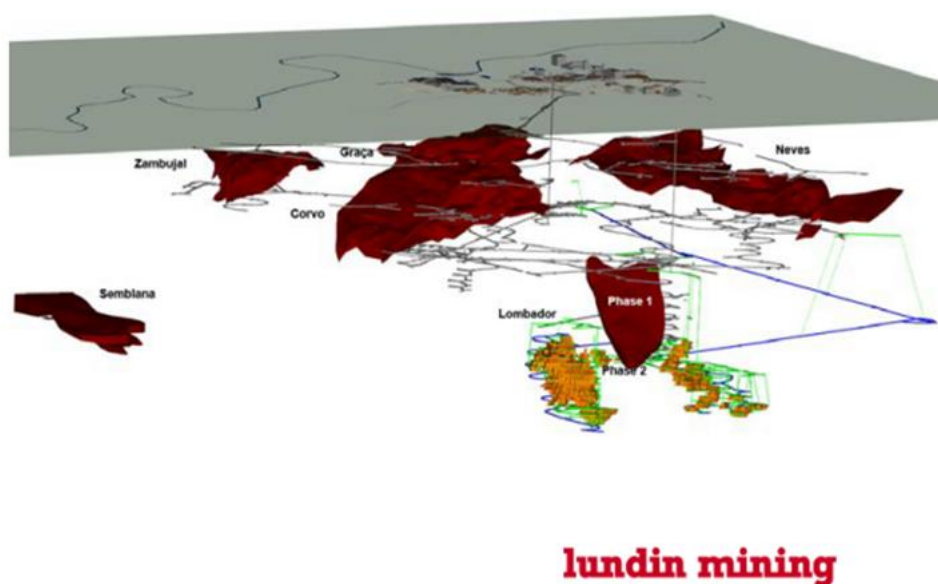 Zambujal
Graça
Neves
Corvo
Semblana
Lombador
Phase 1
Phase 2
lundin mining